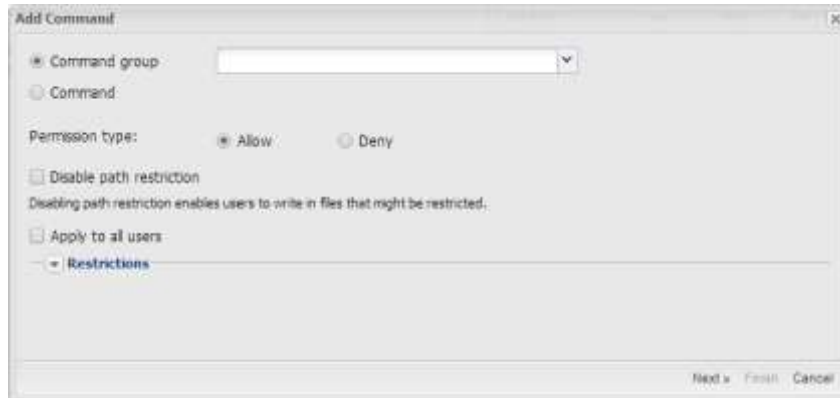 Add Command
Command group
Command
Permission type: Allow Deny
Disable path restriction
Disabling path restriction enables users to write in files that might be restricted.
Apply to all users
Restrictions
Next » Finish Cancel